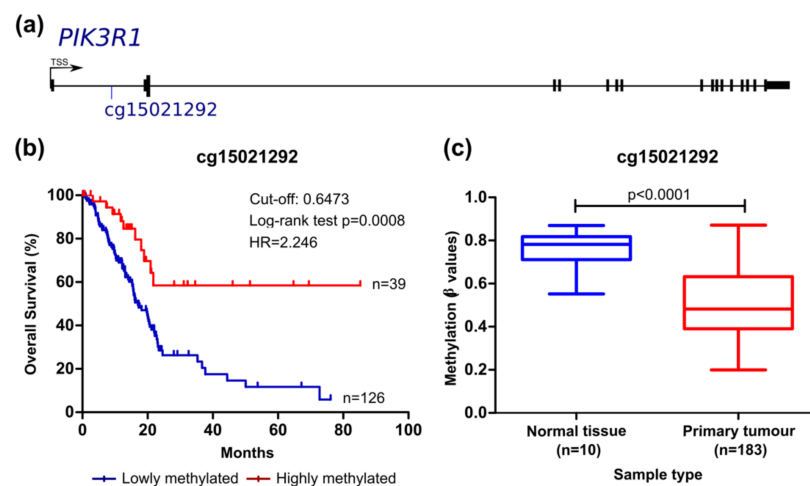 (a)
PIK3R1
TSS
cg15021292
(b)
cg15021292
Cut-off: 0.6473
Log-rank test p=0.0008
HR=2.246
n=39
n=126
Overall Survival (%)
100
80
60
40
20
0
0 20 40 60 80 100
Months
Lowly methylated Highly methylated
(c)
cg15021292
p<0.0001
Methylation (β values)
1.0
0.8
0.6
0.4
0.2
0.0
Normal tissue Primary tumour
(n=10) (n=183)
Sample type